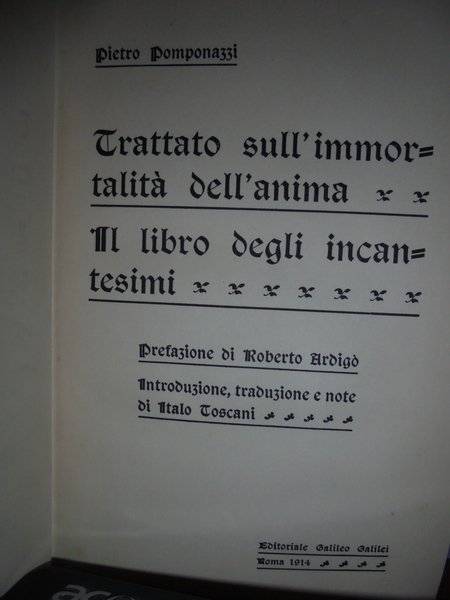 Pietro Pomponazzi
Trattato sull'immor=
talità dell'anima
Il libro degli incan=
tesimi
Prefazione di Roberto Ardigò
Introduzione, traduzione e note
di Italo Toscani
Editoriale Galileo Galilei
Roma 1914